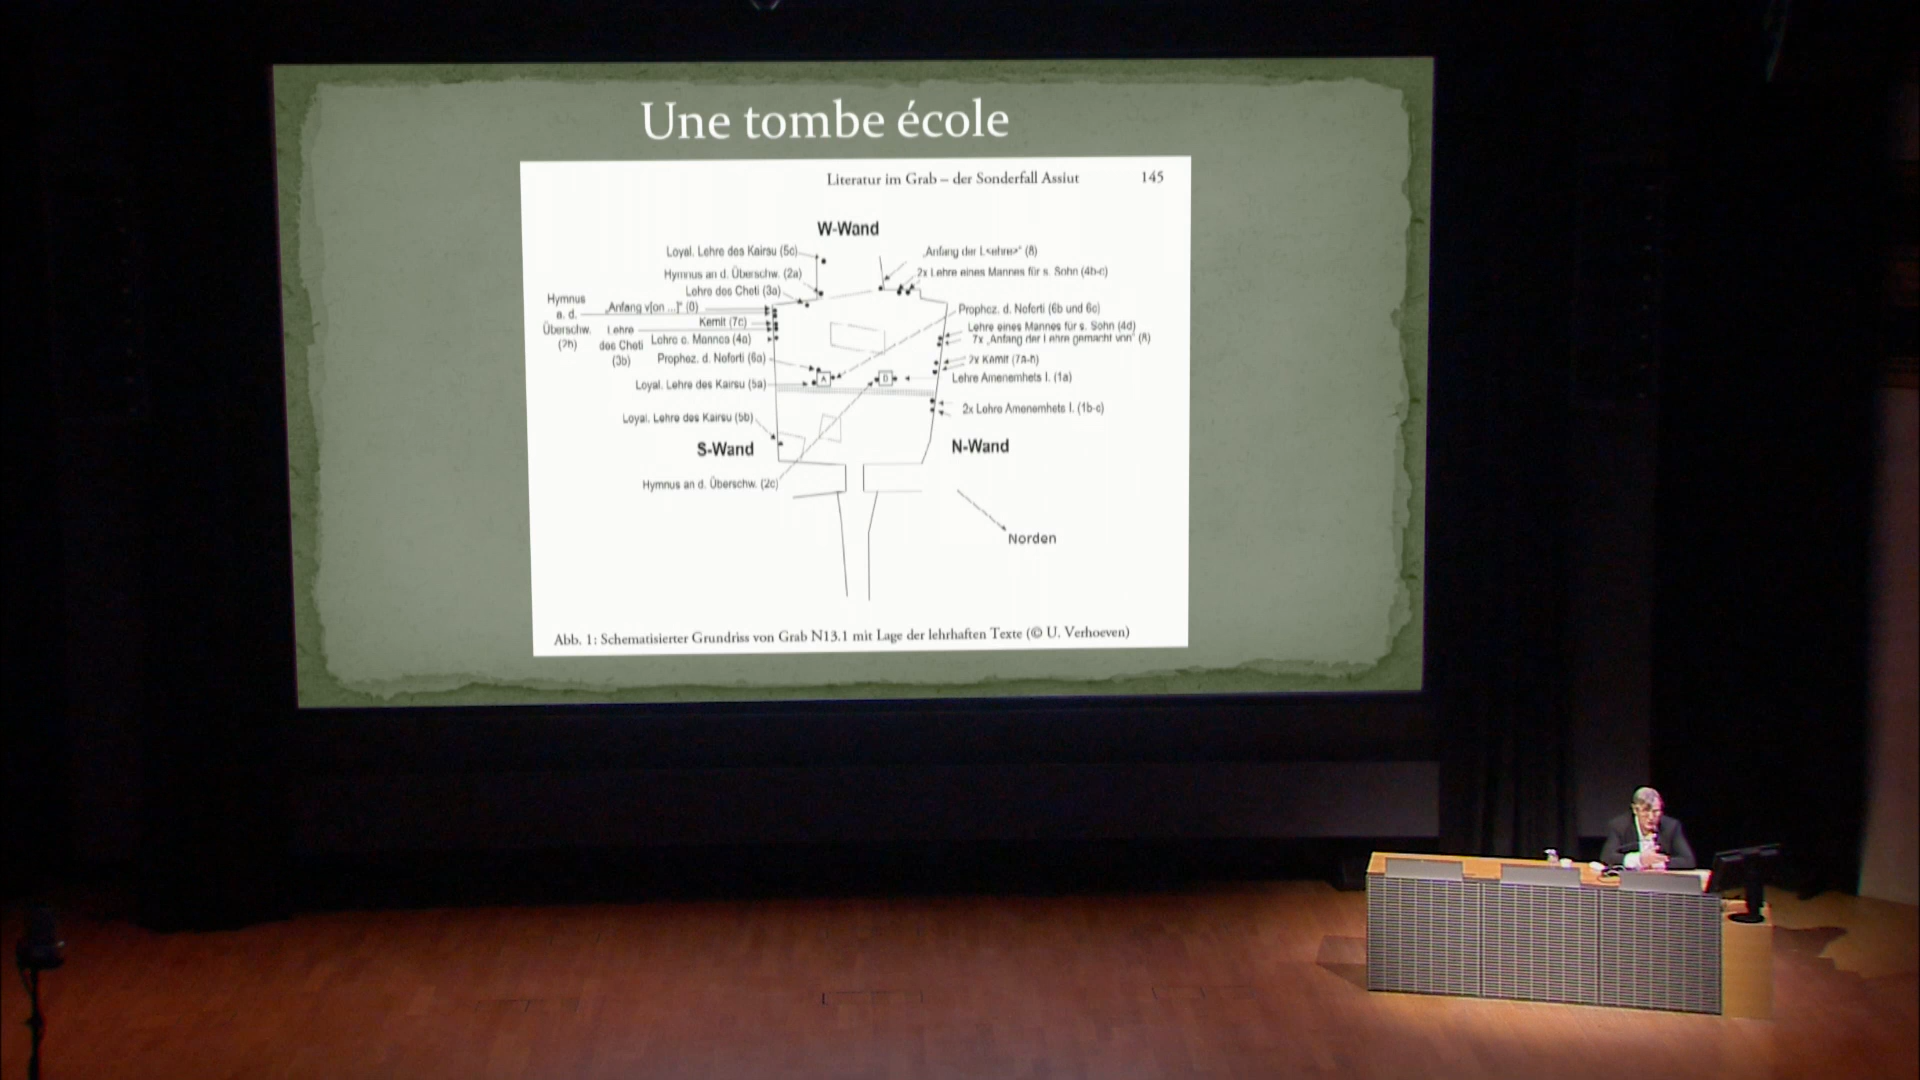 Une tombe école
Literatur im Grab – der Sonderfall Assiut 145
W-Wand
Loyal. Lehre des Kairsu (5c)
Hymnus an d. Überschw. (2a)
Lehre des Cheti (3a)
Hymnus
a. d.
Überschw.
(2b)
„Anfang v[on ...]“ (0)
Kemit (7c)
Lehre
des Cheti
(3b)
Lehre e. Mannes (4a)
Prophez. d. Neferti (6a)
Loyal. Lehre des Kairsu (5a)
Loyal. Lehre des Kairsu (5b)
S-Wand
Hymnus an d. Überschw. (2c)
„Anfang der L<ehre>“ (8)
2x Lehre eines Mannes für s. Sohn (4b-c)
Prophez. d. Neferti (6b und 6c)
Lehre eines Mannes für s. Sohn (4d)
7x „Anfang der Lehre gemacht von“ (8)
2x Kemit (7a-b)
Lehre Amenemhets I. (1a)
2x Lehre Amenemhets I. (1b-c)
A
N-Wand
Norden
Abb. 1: Schematisierter Grundriss von Grab N13.1 mit Lage der lehrhaften Texte (© U. Verhoeven)